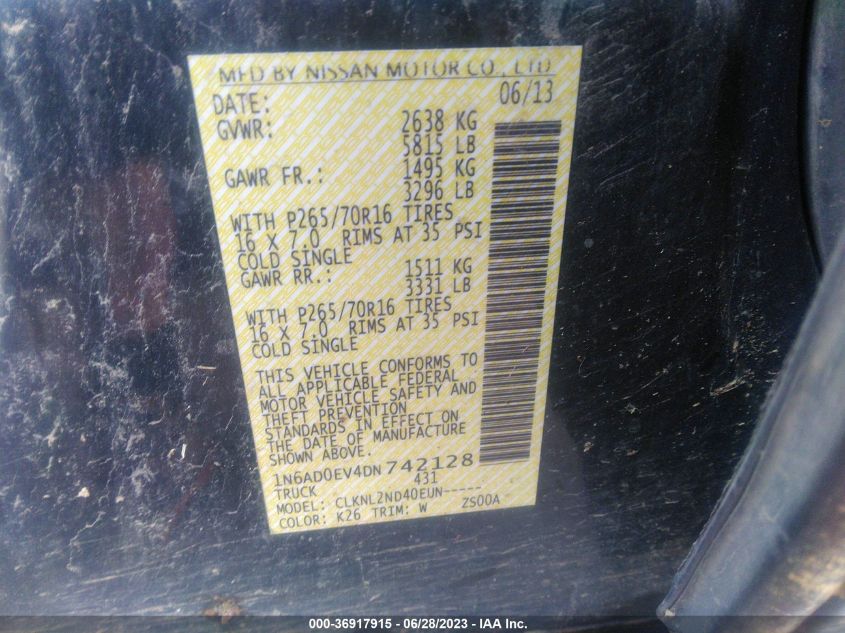 MFD BY NISSAN MOTOR CO., LTD
DATE: 06/13
GVWR: 2638 KG
5815 LB
GAWR FR.: 1495 KG
3296 LB
WITH P265/70R16 TIRES
16 X 7.0 RIMS AT 35 PSI
COLD SINGLE
GAWR RR.: 1511 KG
3331 LB
WITH P265/70R16 TIRES
16 X 7.0 RIMS AT 35 PSI
COLD SINGLE
THIS VEHICLE CONFORMS TO
ALL APPLICABLE FEDERAL
MOTOR VEHICLE SAFETY AND
THEFT PREVENTION
STANDARDS IN EFFECT ON
THE DATE OF MANUFACTURE
SHOWN ABOVE.
1N6AD0EV4DN742128
TRUCK 431
MODEL: CLKNL2ND40EUN-----
COLOR: K26 TRIM: W ZS00A
000-36917915 - 06/28/2023 - IAA Inc.